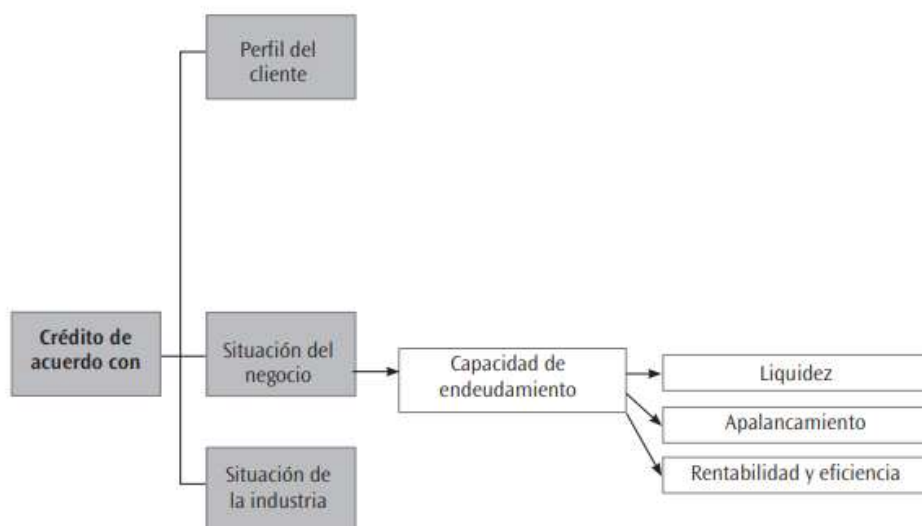 Perfil del
cliente
Crédito de
acuerdo con
Situación del
negocio
Capacidad de
endeudamiento
Liquidez
Apalancamiento
Rentabilidad y eficiencia
Situación de
la industria